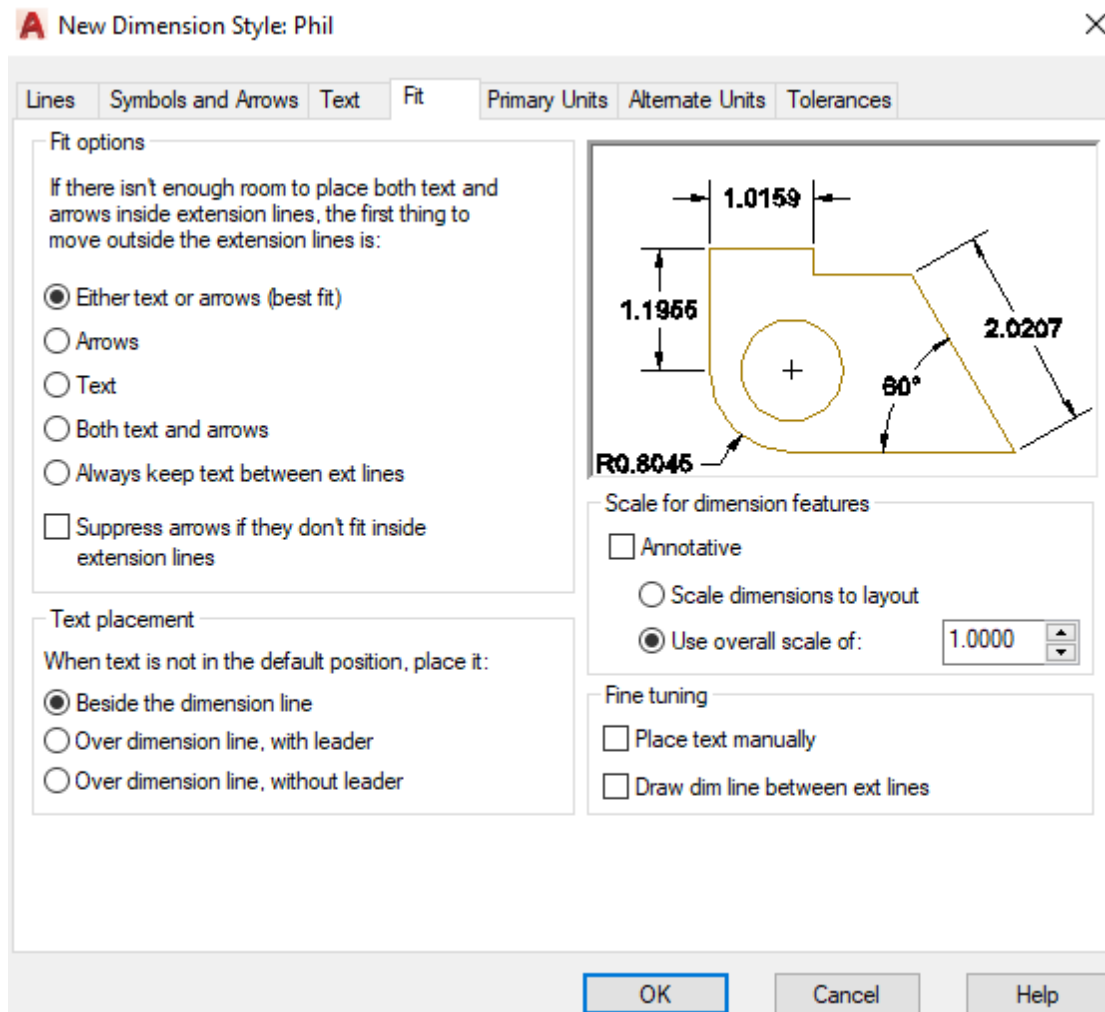 New Dimension Style: Phil
Lines Symbols and Arrows Text Fit Primary Units Alternate Units Tolerances
Fit options
If there isn't enough room to place both text and
arrows inside extension lines, the first thing to
move outside the extension lines is:
Either text or arrows (best fit)
Arrows
Text
Both text and arrows
Always keep text between ext lines
Suppress arrows if they don't fit inside
extension lines
Text placement
When text is not in the default position, place it:
Beside the dimension line
Over dimension line, with leader
Over dimension line, without leader
1.0159
1.1955
2.0207
60°
R0.8045
Scale for dimension features
Annotative
Scale dimensions to layout
Use overall scale of: 1.0000
Fine tuning
Place text manually
Draw dim line between ext lines
OK Cancel Help